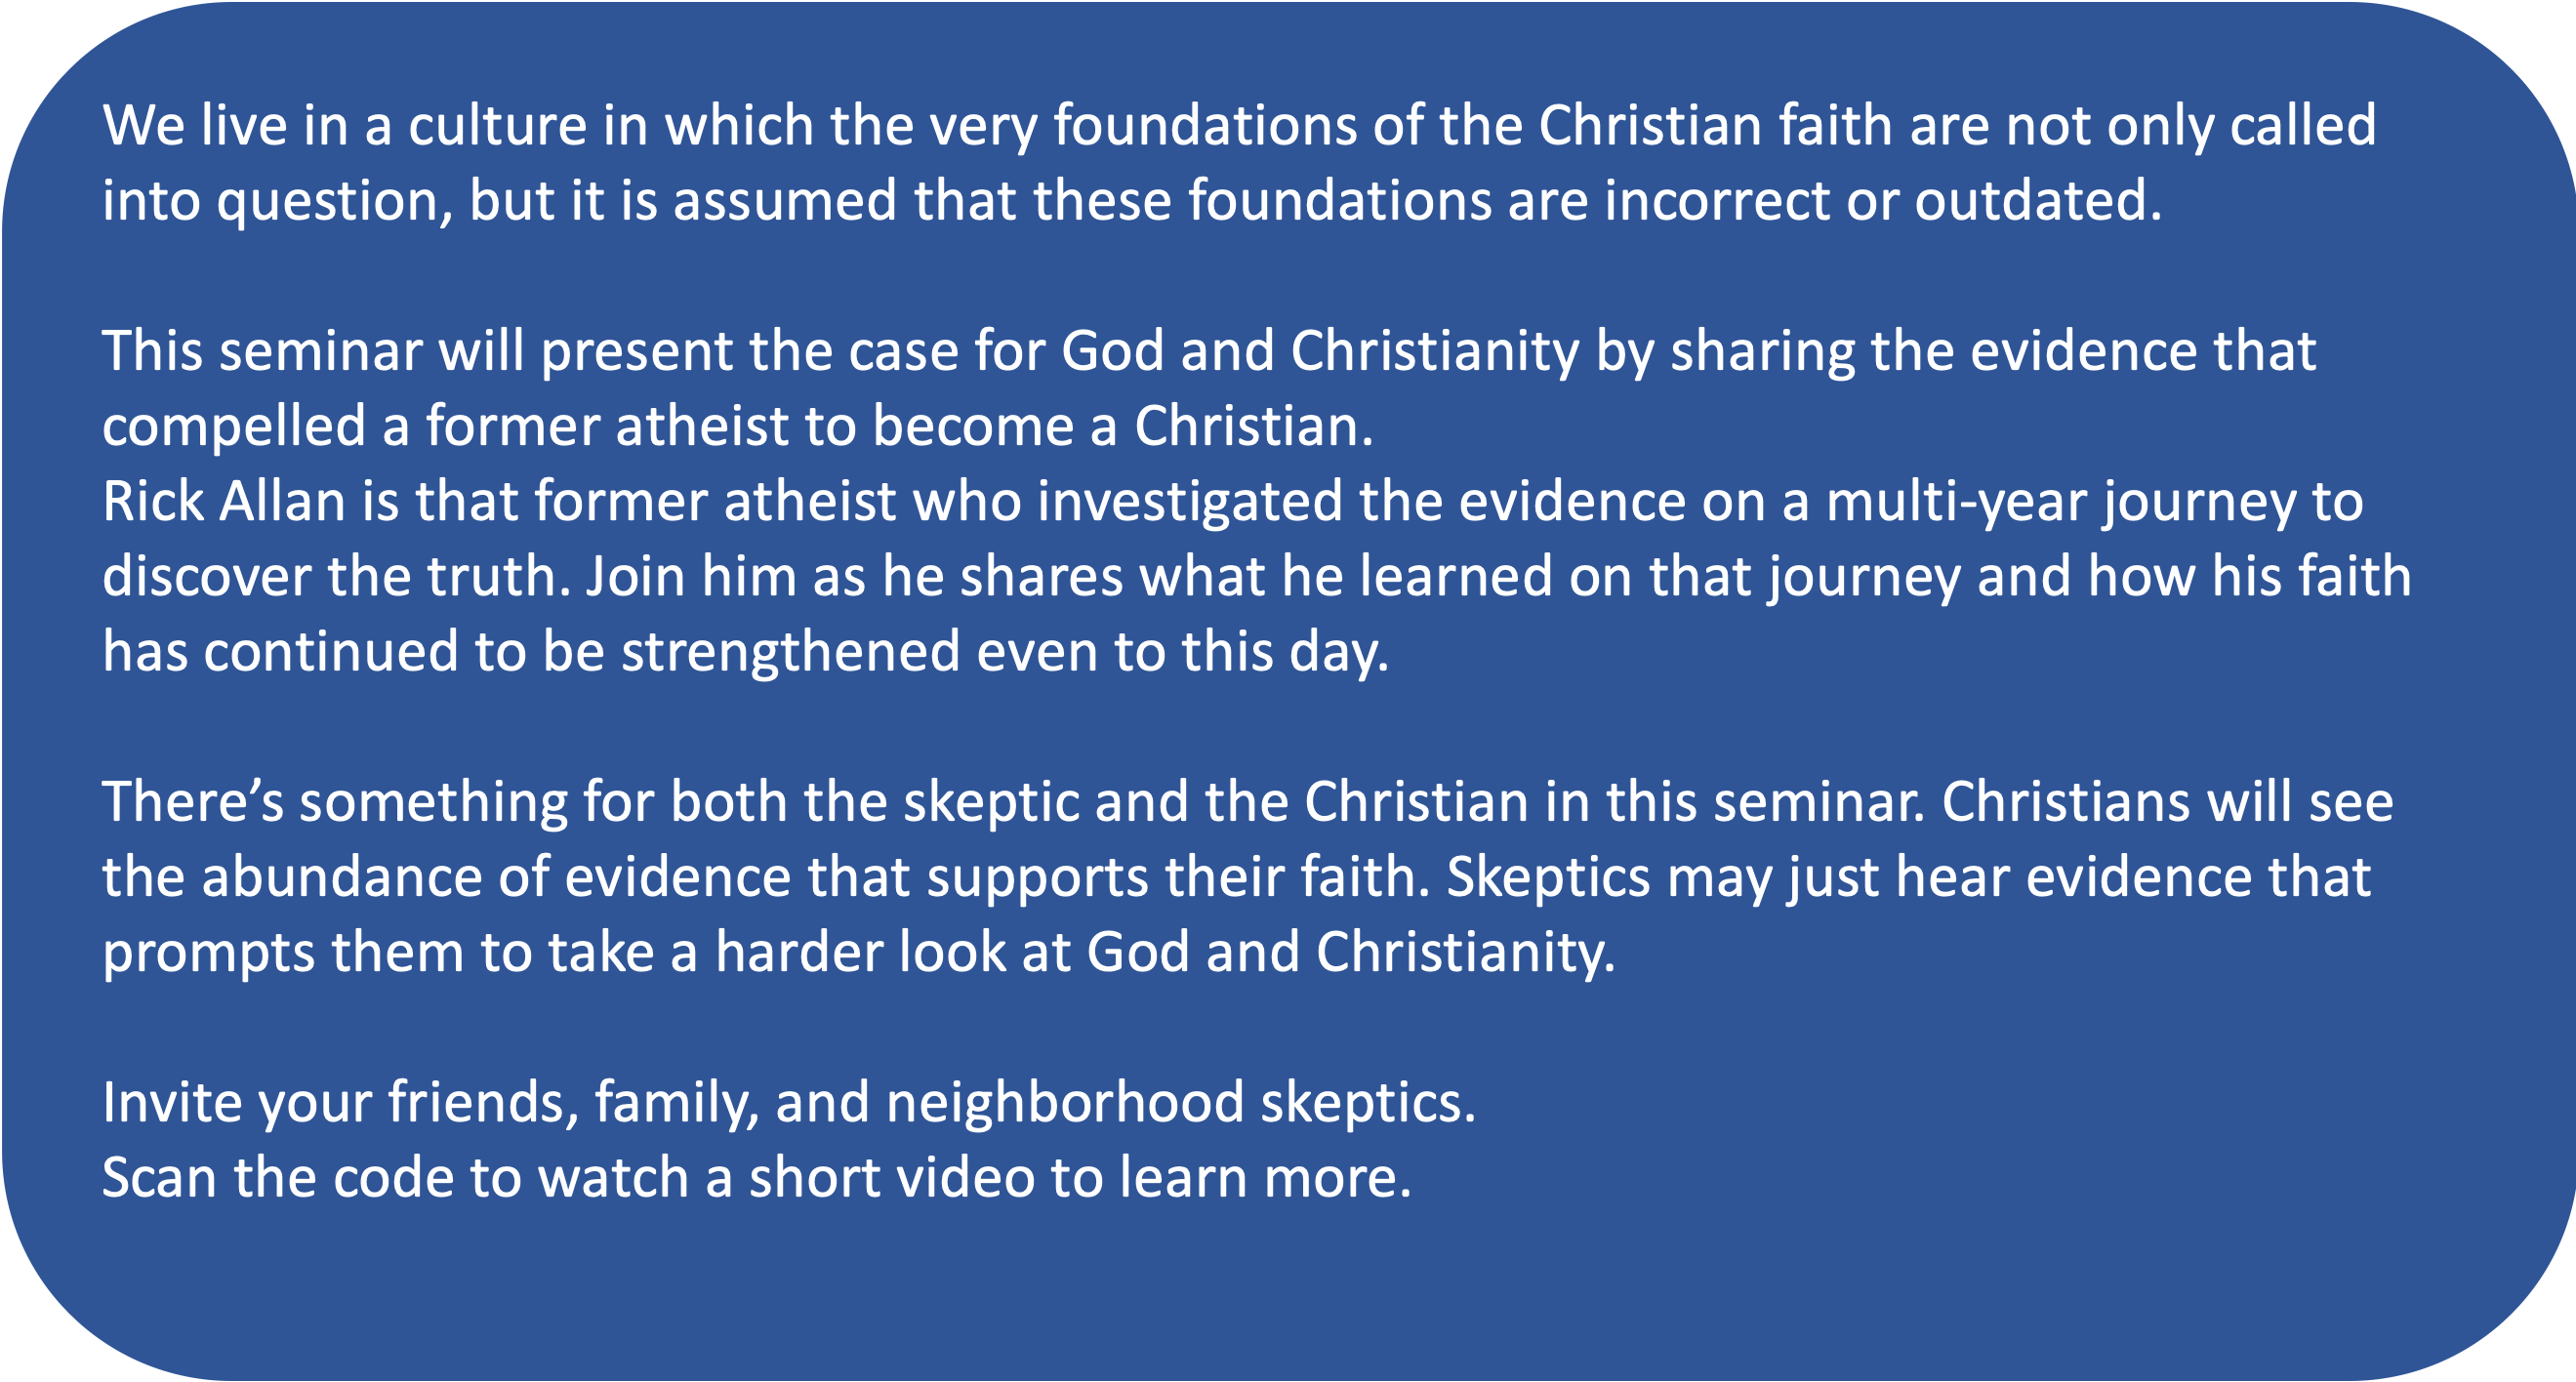 We live in a culture in which the very foundations of the Christian faith are not only called
into question, but it is assumed that these foundations are incorrect or outdated.
This seminar will present the case for God and Christianity by sharing the evidence that
compelled a former atheist to become a Christian.
Rick Allan is that former atheist who investigated the evidence on a multi-year journey to
discover the truth. Join him as he shares what he learned on that journey and how his faith
has continued to be strengthened even to this day.
There’s something for both the skeptic and the Christian in this seminar. Christians will see
the abundance of evidence that supports their faith. Skeptics may just hear evidence that
prompts them to take a harder look at God and Christianity.
Invite your friends, family, and neighborhood skeptics.
Scan the code to watch a short video to learn more.